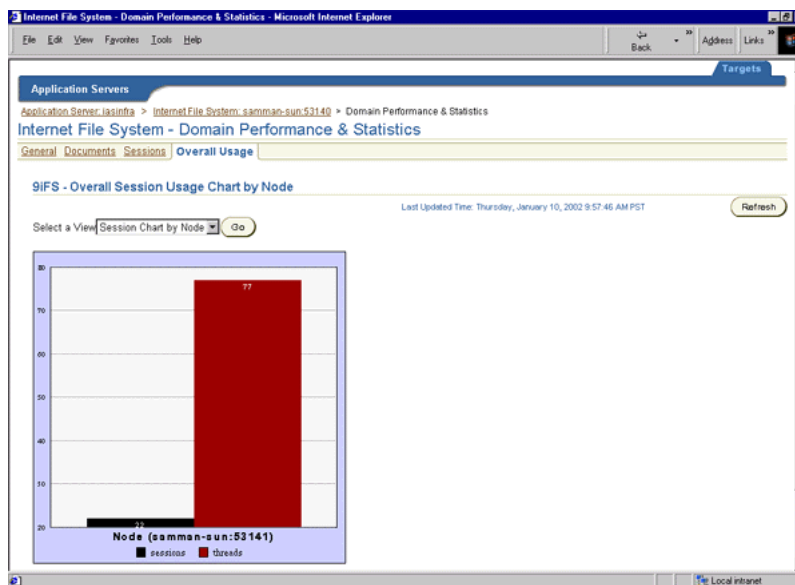 Internet File System - Domain Performance & Statistics - Microsoft Internet Explorer
File Edit View Favorites Tools Help
Back
Address
Links
Targets
Application Servers
Application Server: iasinfra > Internet File System: samman-sun:53140 > Domain Performance & Statistics
Internet File System - Domain Performance & Statistics
General Documents Sessions Overall Usage
9iFS - Overall Session Usage Chart by Node
Last Updated Time: Thursday, January 10, 2002 9:57:46 AM PST
Refresh
Select a View Session Chart by Node Go
80
77
70
60
50
40
30
20
22
Node (samman-sun:53141)
sessions threads
Local intranet